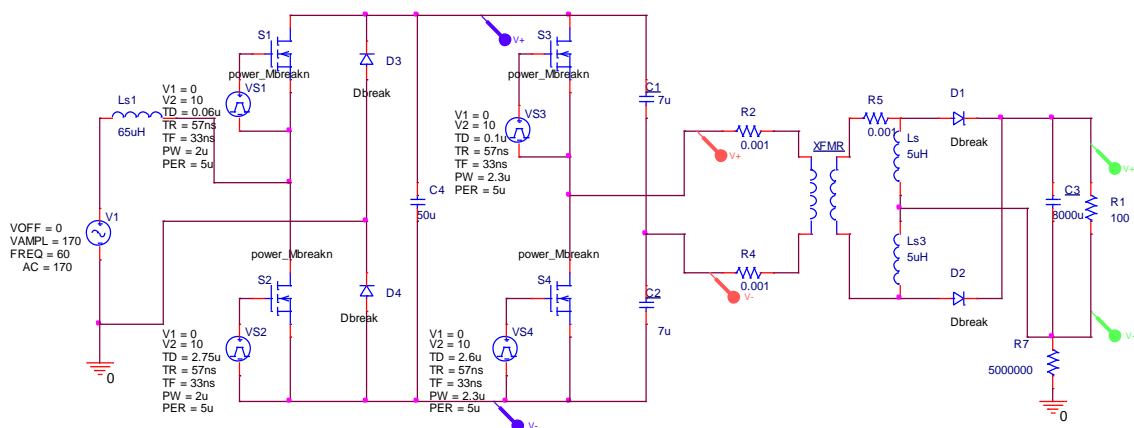 S1
power_Mbreakn
VS1
V1 = 0
V2 = 10
TD = 0.06u
TR = 57ns
TF = 33ns
PW = 2u
PER = 5u
Ls1
65uH
D3
Dbreak
V+
S3
power_Mbreakn
VS3
V1 = 0
V2 = 10
TD = 0.1u
TR = 57ns
TF = 33ns
PW = 2.3u
PER = 5u
C1
7u
C4
50u
R2
0.001
V+
XFMR
R5
0.001
D1
Dbreak
Ls
5uH
V+
C3
8000u
R1
100
V1
VOFF = 0
VAMPL = 170
FREQ = 60
AC = 170
0
power_Mbreakn
S2
VS2
V1 = 0
V2 = 10
TD = 2.75u
TR = 57ns
TF = 33ns
PW = 2u
PER = 5u
D4
Dbreak
power_Mbreakn
S4
VS4
V1 = 0
V2 = 10
TD = 2.6u
TR = 57ns
TF = 33ns
PW = 2.3u
PER = 5u
V-
C2
7u
R4
0.001
V-
Ls3
5uH
D2
Dbreak
V-
R7
5000000
0